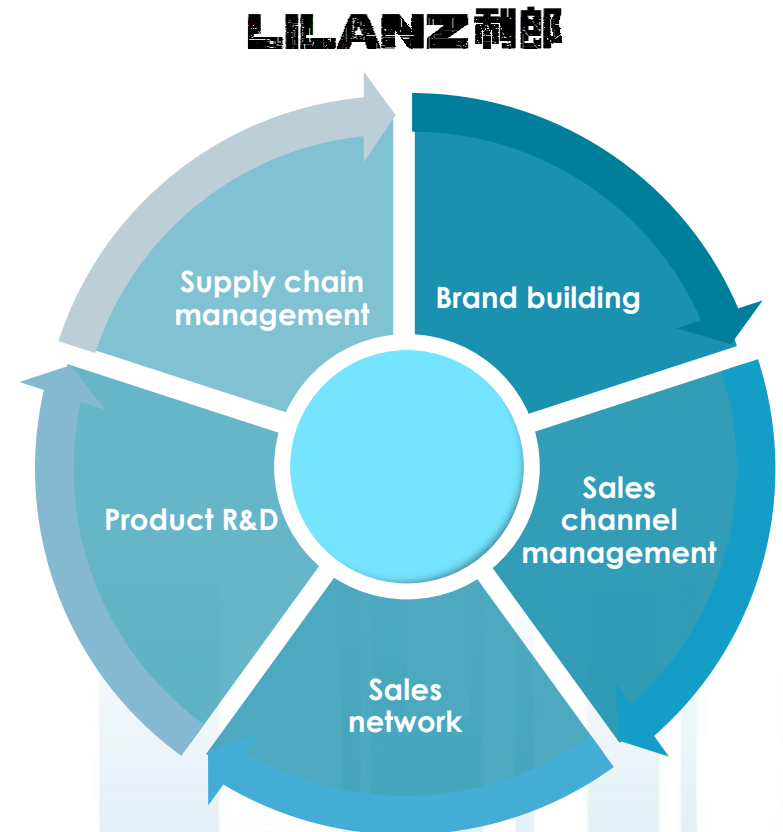 LILANZ利郎
Supply chain
management
Brand building
Sales
channel
management
Product R&D
Sales
network